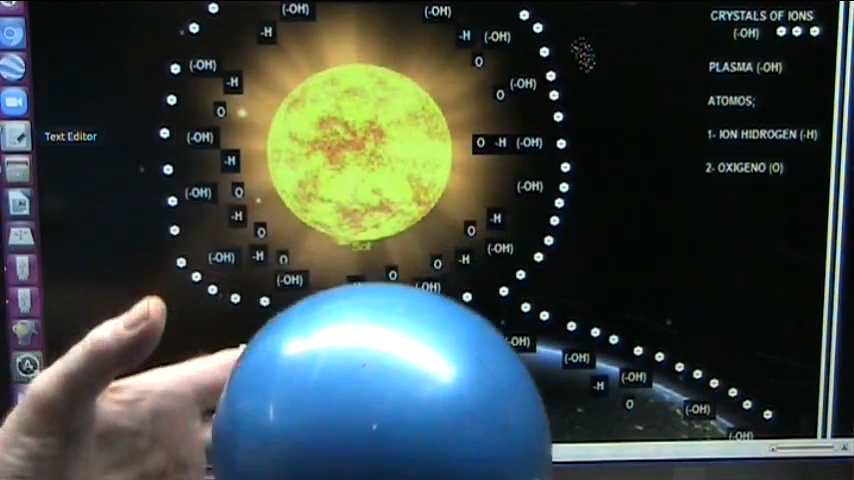 (-OH)
(-OH)
CRYSTALS OF IONS
(-OH)
-H
-H
(-OH)
O
(-OH)
-H
PLASMA (-OH)
(-OH)
O
O
ATOMOS;
(-OH)
O -H (-OH)
1- ION HIDROGEN (-H)
Text Editor
-H
2- OXIGENO (O)
(-OH)
O
(-OH)
-H
-H
O
O
Sol
(-OH)
(-OH)
-H
O
O
-H
(-OH)
O
(-OH)
(-OH)
(-OH)
-H
(-OH)
O
(-OH)
(-OH)